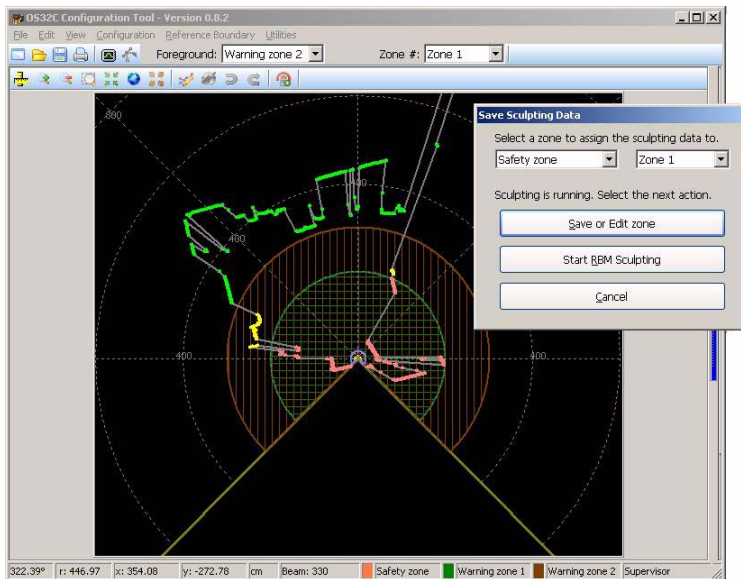 OS32C Configuration Tool - Version 0.8.2
File Edit View Configuration Reference Boundary Utilities
Foreground: Warning zone 2 Zone #: Zone 1
800
400
400
400
400
Save Sculpting Data
Select a zone to assign the sculpting data to.
Safety zone Zone 1
Sculpting is running. Select the next action.
Save or Edit zone
Start RBM Sculpting
Cancel
322.39° r: 446.97 x: 354.08 y: -272.78 cm Beam: 330 Safety zone Warning zone 1 Warning zone 2 Supervisor